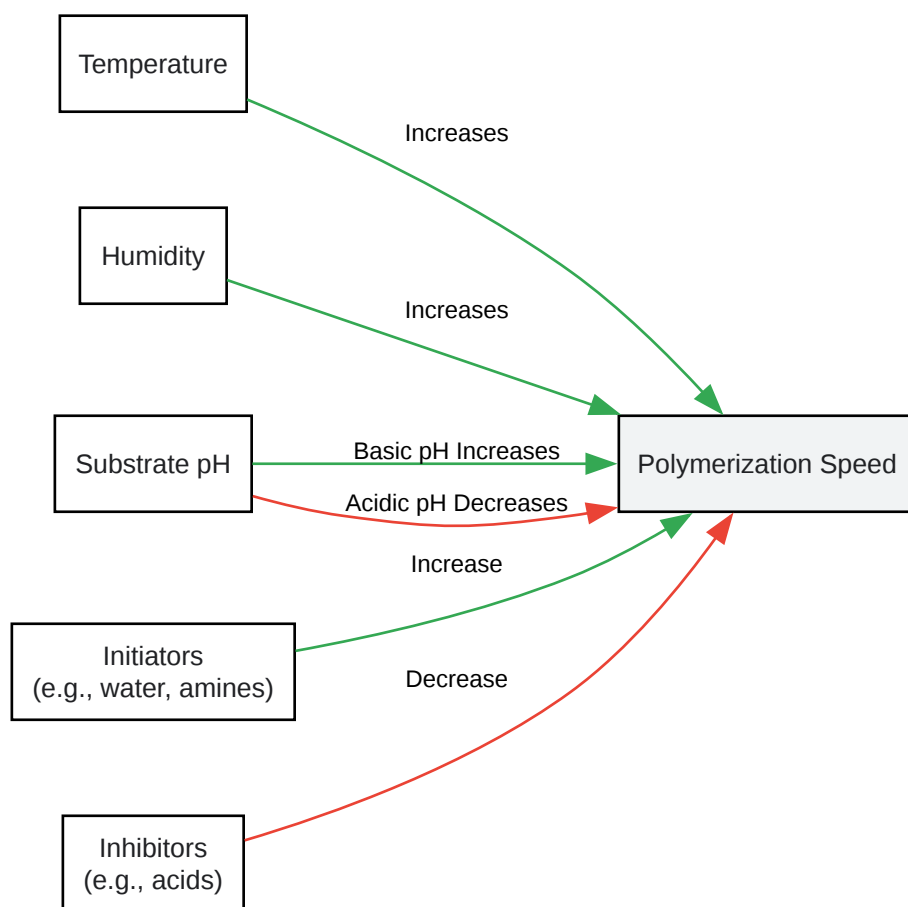 Temperature
Increases
Humidity
Increases
Substrate pH
Basic pH Increases
Polymerization Speed
Acidic pH Decreases
Increase
Initiators
(e.g., water, amines)
Decrease
Inhibitors
(e.g., acids)